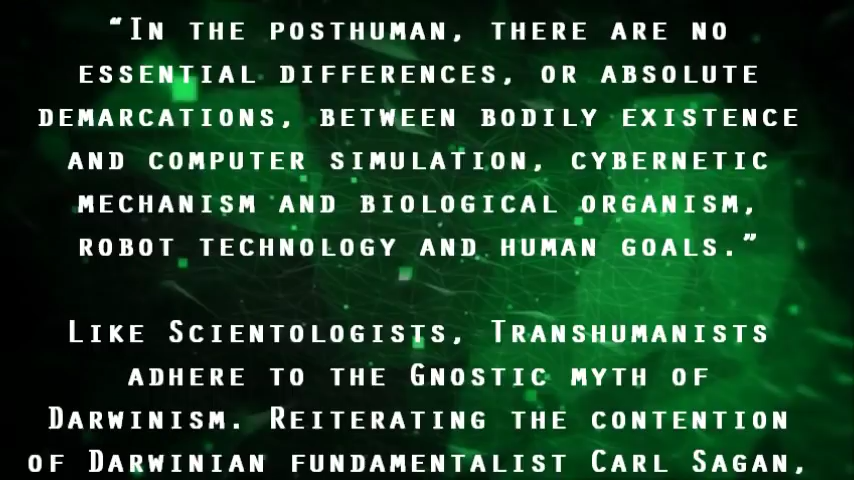 “In the posthuman, there are no
essential differences, or absolute
demarcations, between bodily existence
and computer simulation, cybernetic
mechanism and biological organism,
robot technology and human goals.”
Like Scientologists, Transhumanists
adhere to the Gnostic myth of
Darwinism. Reiterating the contention
of Darwinian fundamentalist Carl Sagan,